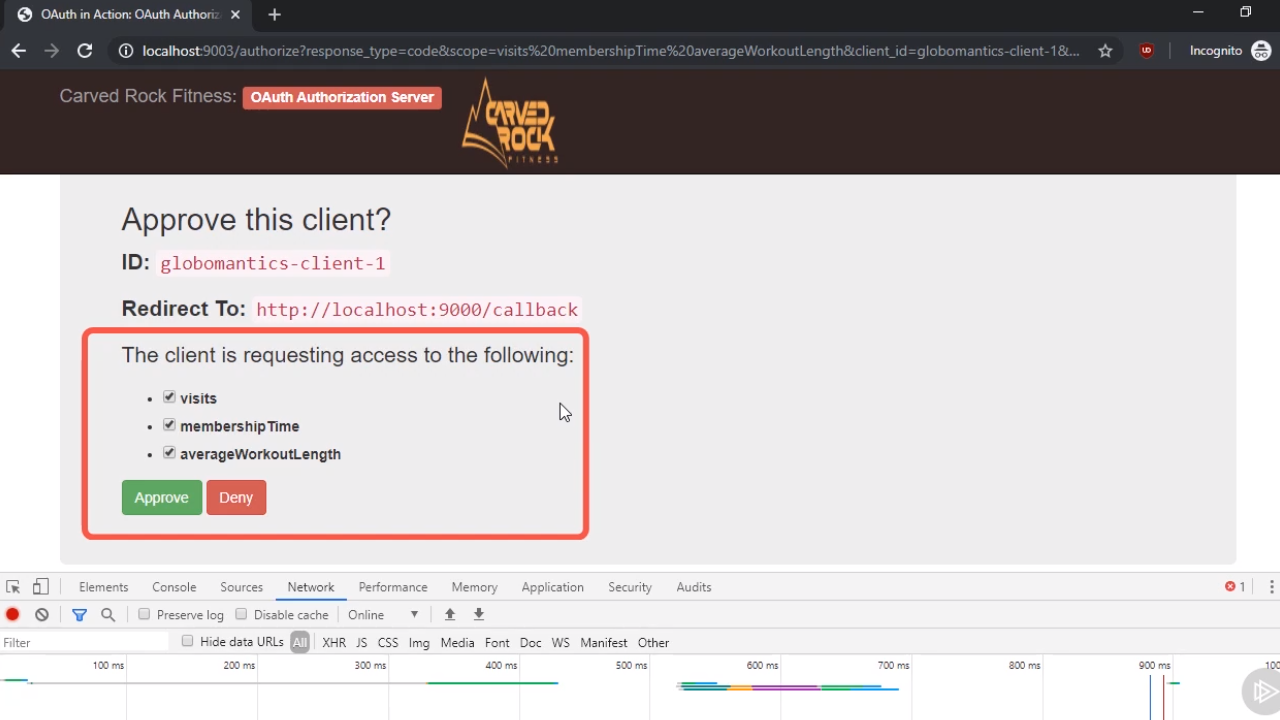 OAuth in Action: OAuth Authoriz
localhost:9003/authorize?response_type=code&scope=visits%20membershipTime%20averageWorkoutLength&client_id=globomantics-client-1&...
Incognito
Carved Rock Fitness: OAuth Authorization Server
CARVED
ROCK
FITNESS
Approve this client?
ID: globomantics-client-1
Redirect To: http://localhost:9000/callback
The client is requesting access to the following:
visits
membershipTime
averageWorkoutLength
Approve Deny
Elements Console Sources Network Performance Memory Application Security Audits 1
Preserve log Disable cache Online
Filter Hide data URLs All XHR JS CSS Img Media Font Doc WS Manifest Other
100 ms 200 ms 300 ms 400 ms 500 ms 600 ms 700 ms 800 ms 900 ms 100